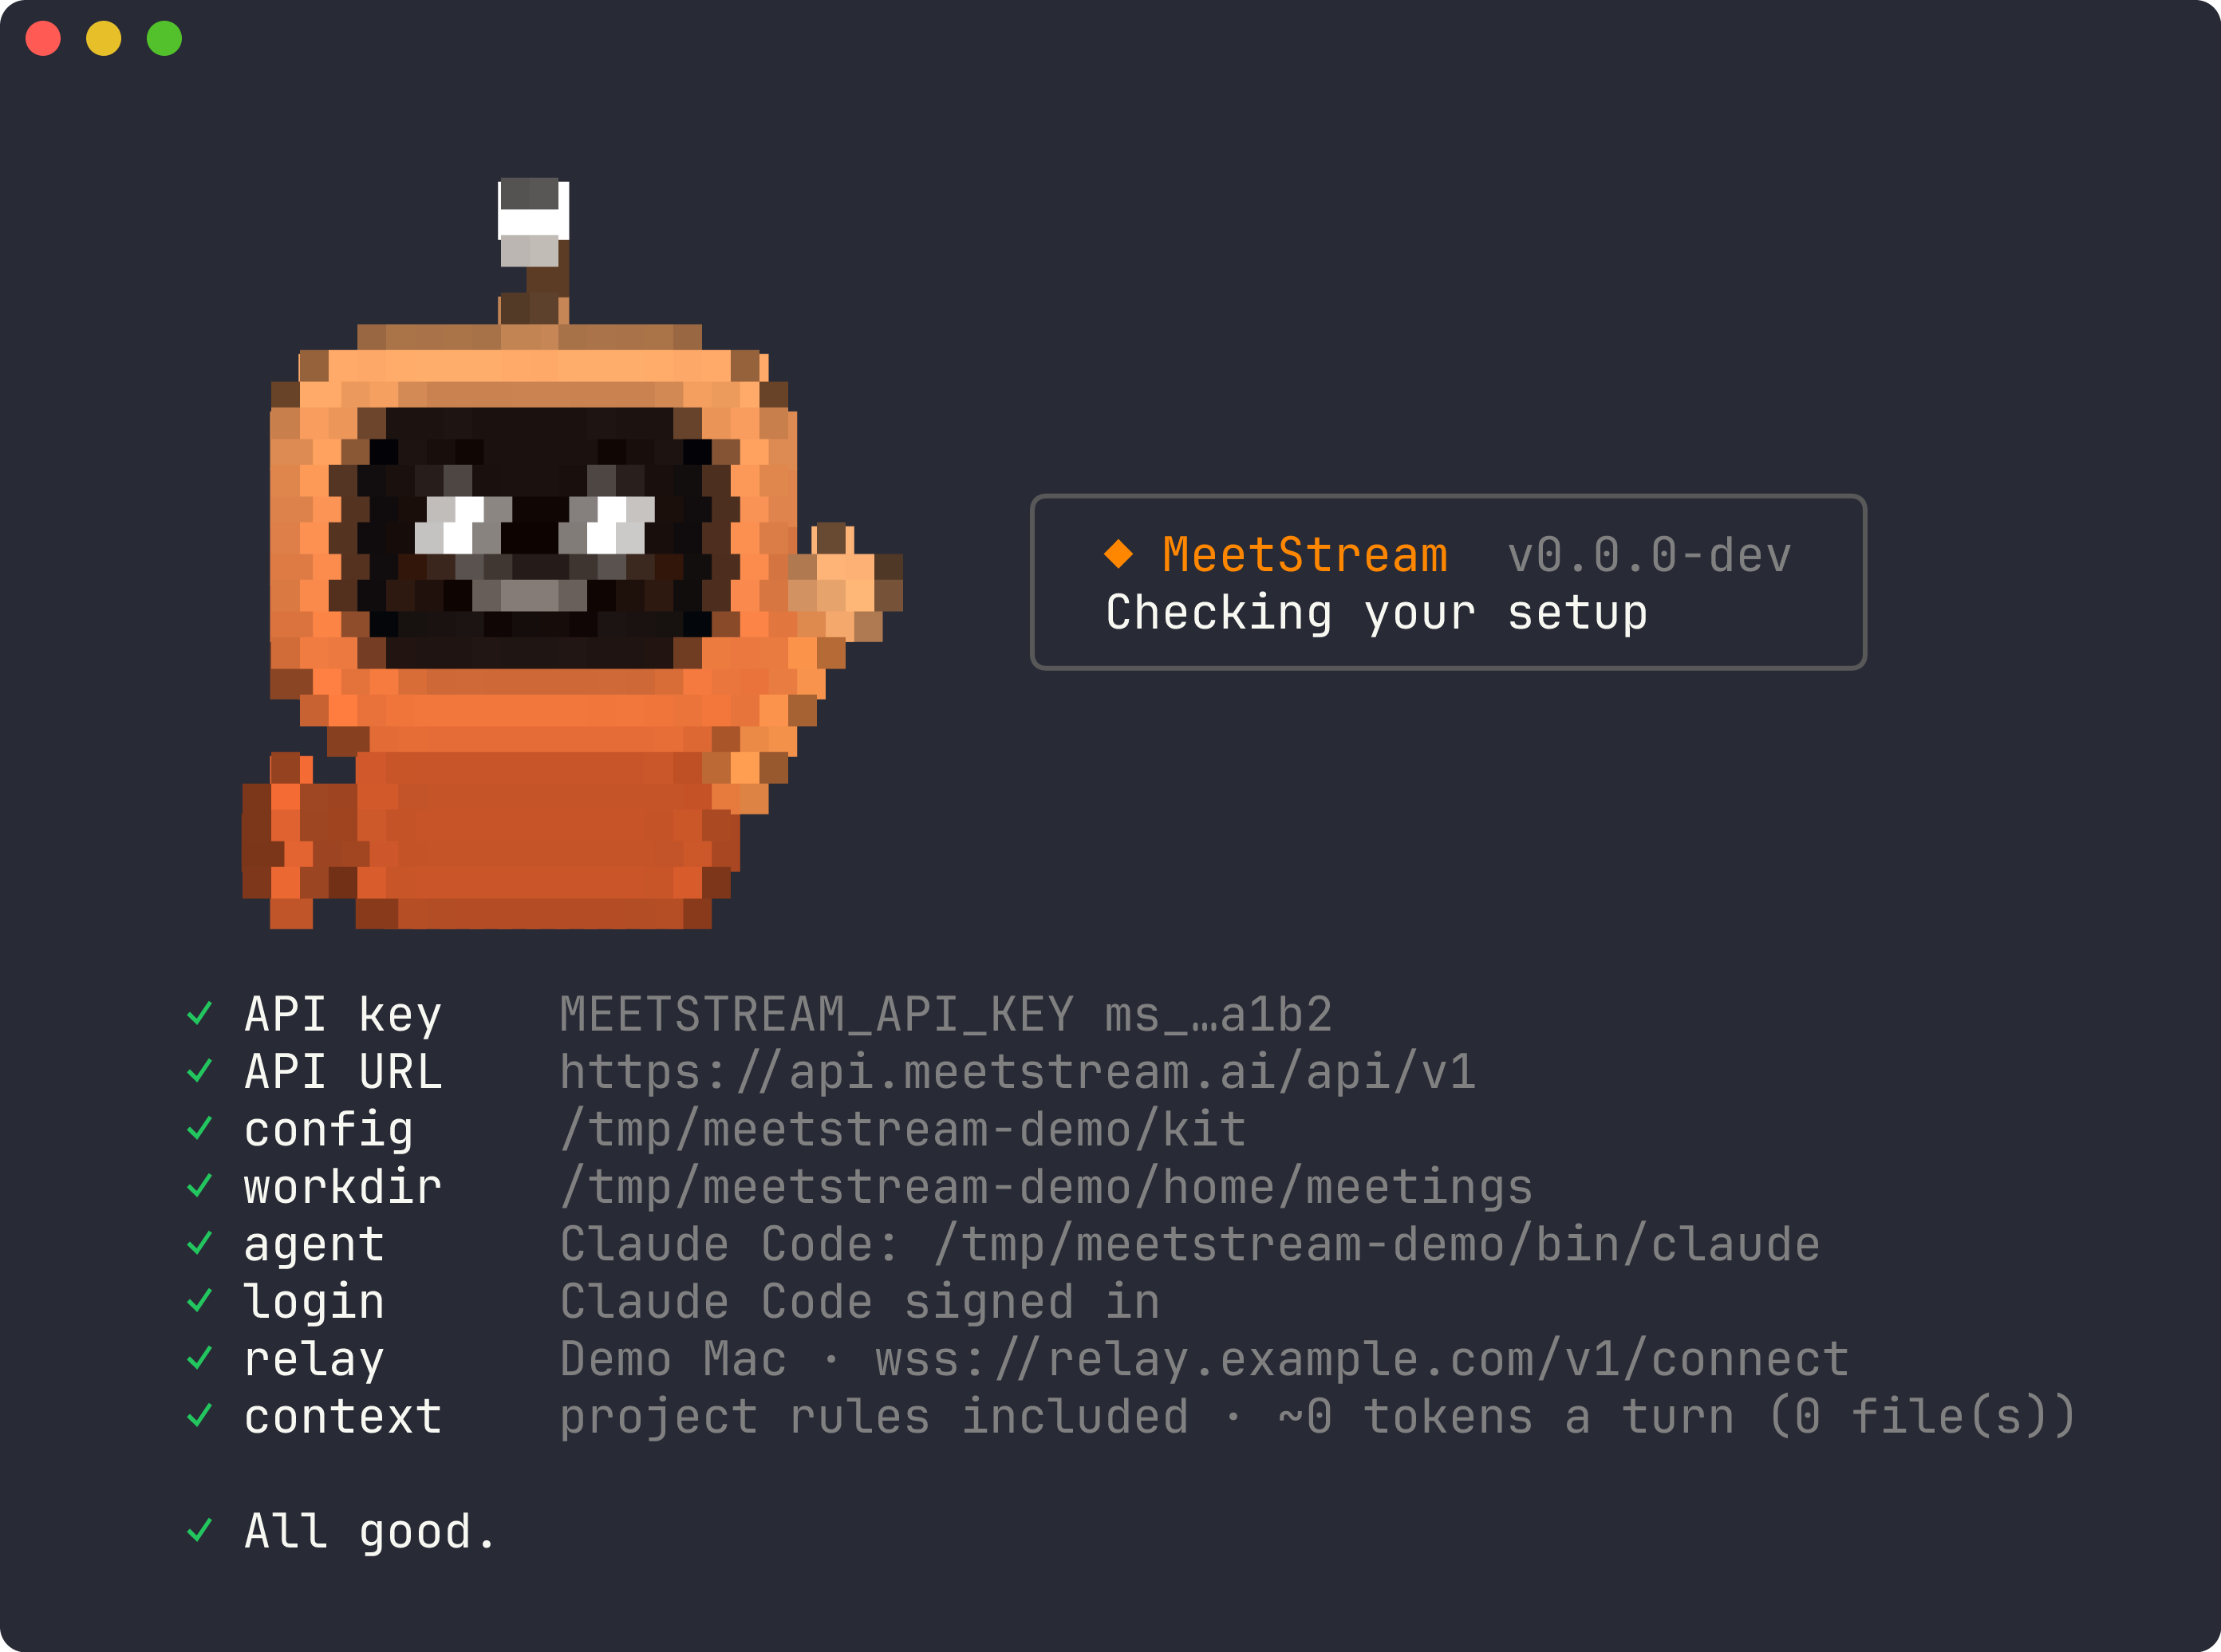 ◆ MeetStream v0.0.0-dev
Checking your setup
✓ API key MEETSTREAM_API_KEY ms_…a1b2
✓ API URL https://api.meetstream.ai/api/v1
✓ config /tmp/meetstream-demo/kit
✓ workdir /tmp/meetstream-demo/home/meetings
✓ agent Claude Code: /tmp/meetstream-demo/bin/claude
✓ login Claude Code signed in
✓ relay Demo Mac · wss://relay.example.com/v1/connect
✓ context project rules included · ~0 tokens a turn (0 file(s))
✓ All good.